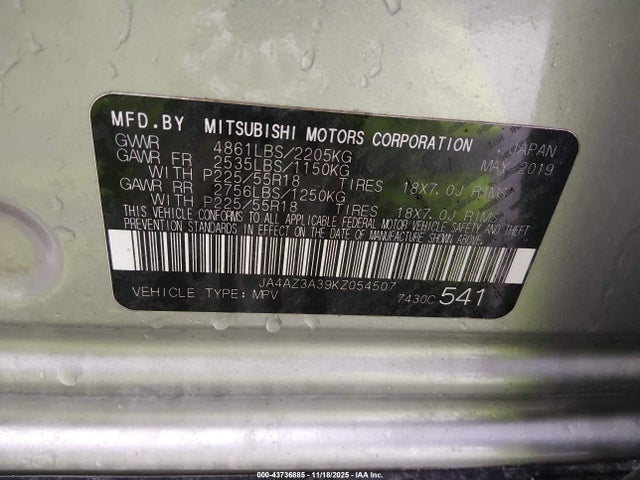 MFD.BY MITSUBISHI MOTORS CORPORATION , JAPAN
GVWR 4861LBS/2205KG MAY 2019
GAWR FR 2535LBS/1150KG
WITH P225/55R18 TIRES 18X7.0J RIMS
GAWR RR 2756LBS/1250KG
WITH P225/55R18 TIRES 18X7.0J RIMS
THIS VEHICLE CONFORMS TO ALL APPLICABLE FEDERAL MOTOR VEHICLE SAFETY,BUMPER AND THEFT
PREVENTION STANDARDS IN EFFECT ON THE DATE OF MANUFACTURE SHOWN ABOVE.
JA4AZ3A39KZ054507
VEHICLE TYPE: MPV 7430C 541
000-43736885 - 11/18/2025 - IAA Inc.